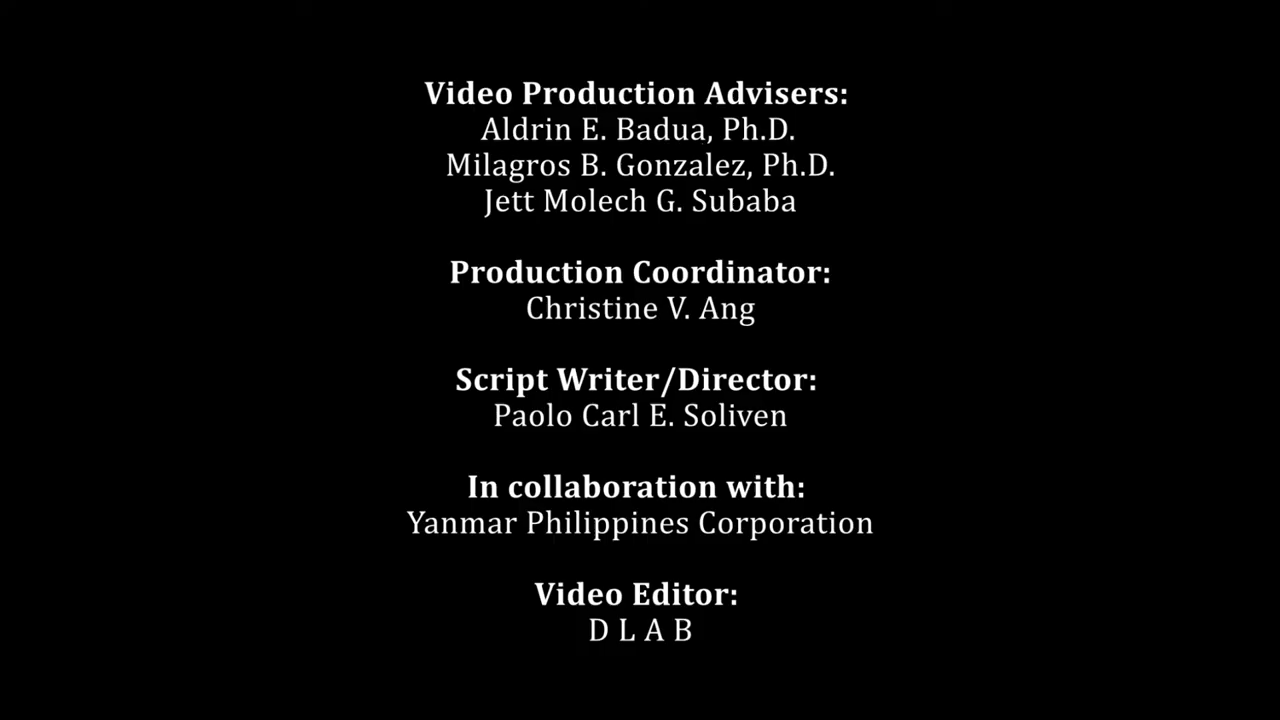 Video Production Advisers:
Aldrin E. Badua, Ph.D.
Milagros B. Gonzalez, Ph.D.
Jett Molech G. Subaba
Production Coordinator:
Christine V. Ang
Script Writer/Director:
Paolo Carl E. Soliven
In collaboration with:
Yanmar Philippines Corporation
Video Editor:
D L A B